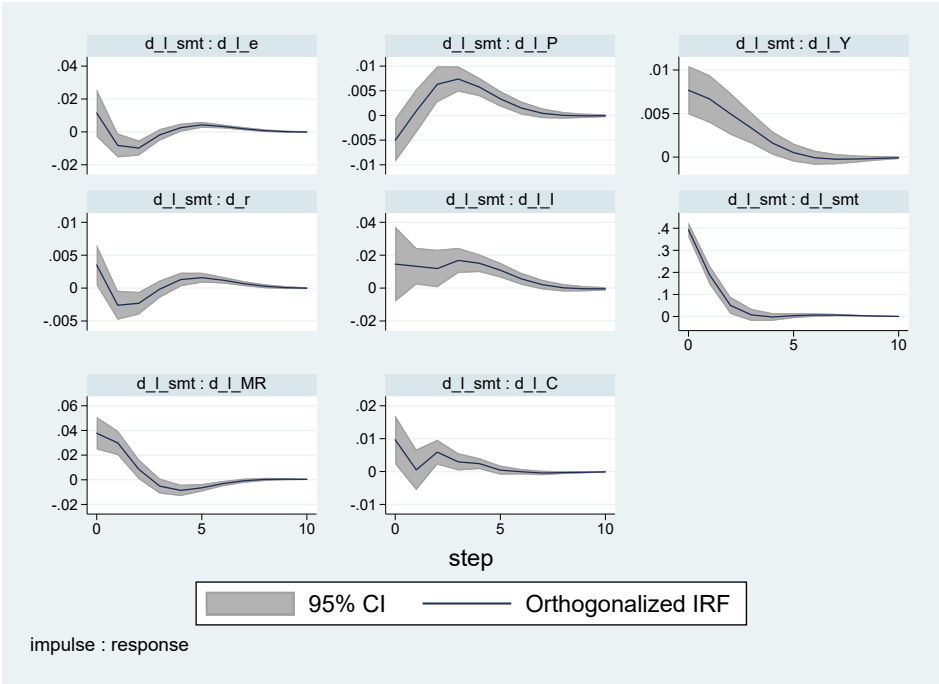 d_l_smt : d_l_e
.04
.02
0
-.02
d_l_smt : d_l_P
.01
.005
0
-.005
-.01
d_l_smt : d_l_Y
.01
.005
0
d_l_smt : d_r
.01
.005
0
-.005
d_l_smt : d_l_I
.04
.02
0
-.02
d_l_smt : d_l_smt
.4
.3
.2
.1
0
0 5 10
d_l_smt : d_l_MR
.06
.04
.02
0
-.02
0 5 10
d_l_smt : d_l_C
.02
.01
0
-.01
0 5 10
step
95% CI Orthogonalized IRF
impulse : response